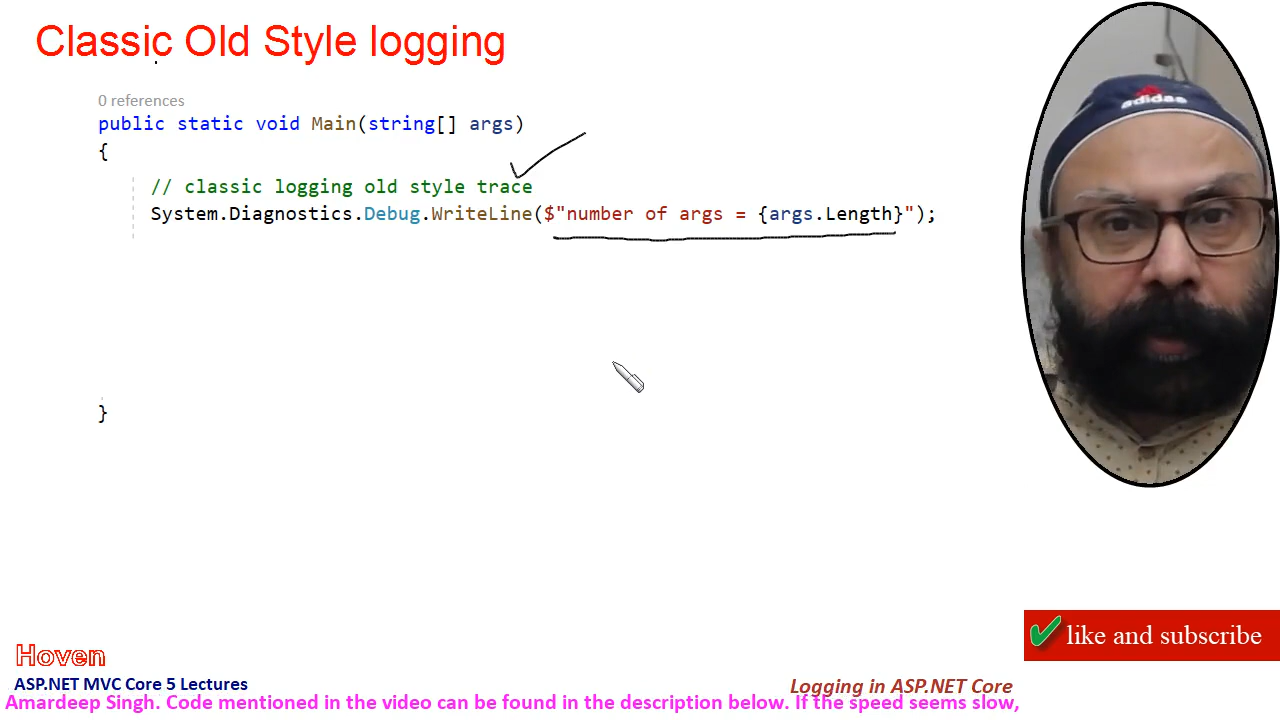 Classic Old Style logging
0 references
public static void Main(string[] args)
{
// classic logging old style trace
System.Diagnostics.Debug.WriteLine($"number of args = {args.Length}");
}
adidas
like and subscribe
Hoven
ASP.NET MVC Core 5 Lectures
Logging in ASP.NET Core
Amardeep Singh. Code mentioned in the video can be found in the description below. If the speed seems slow,